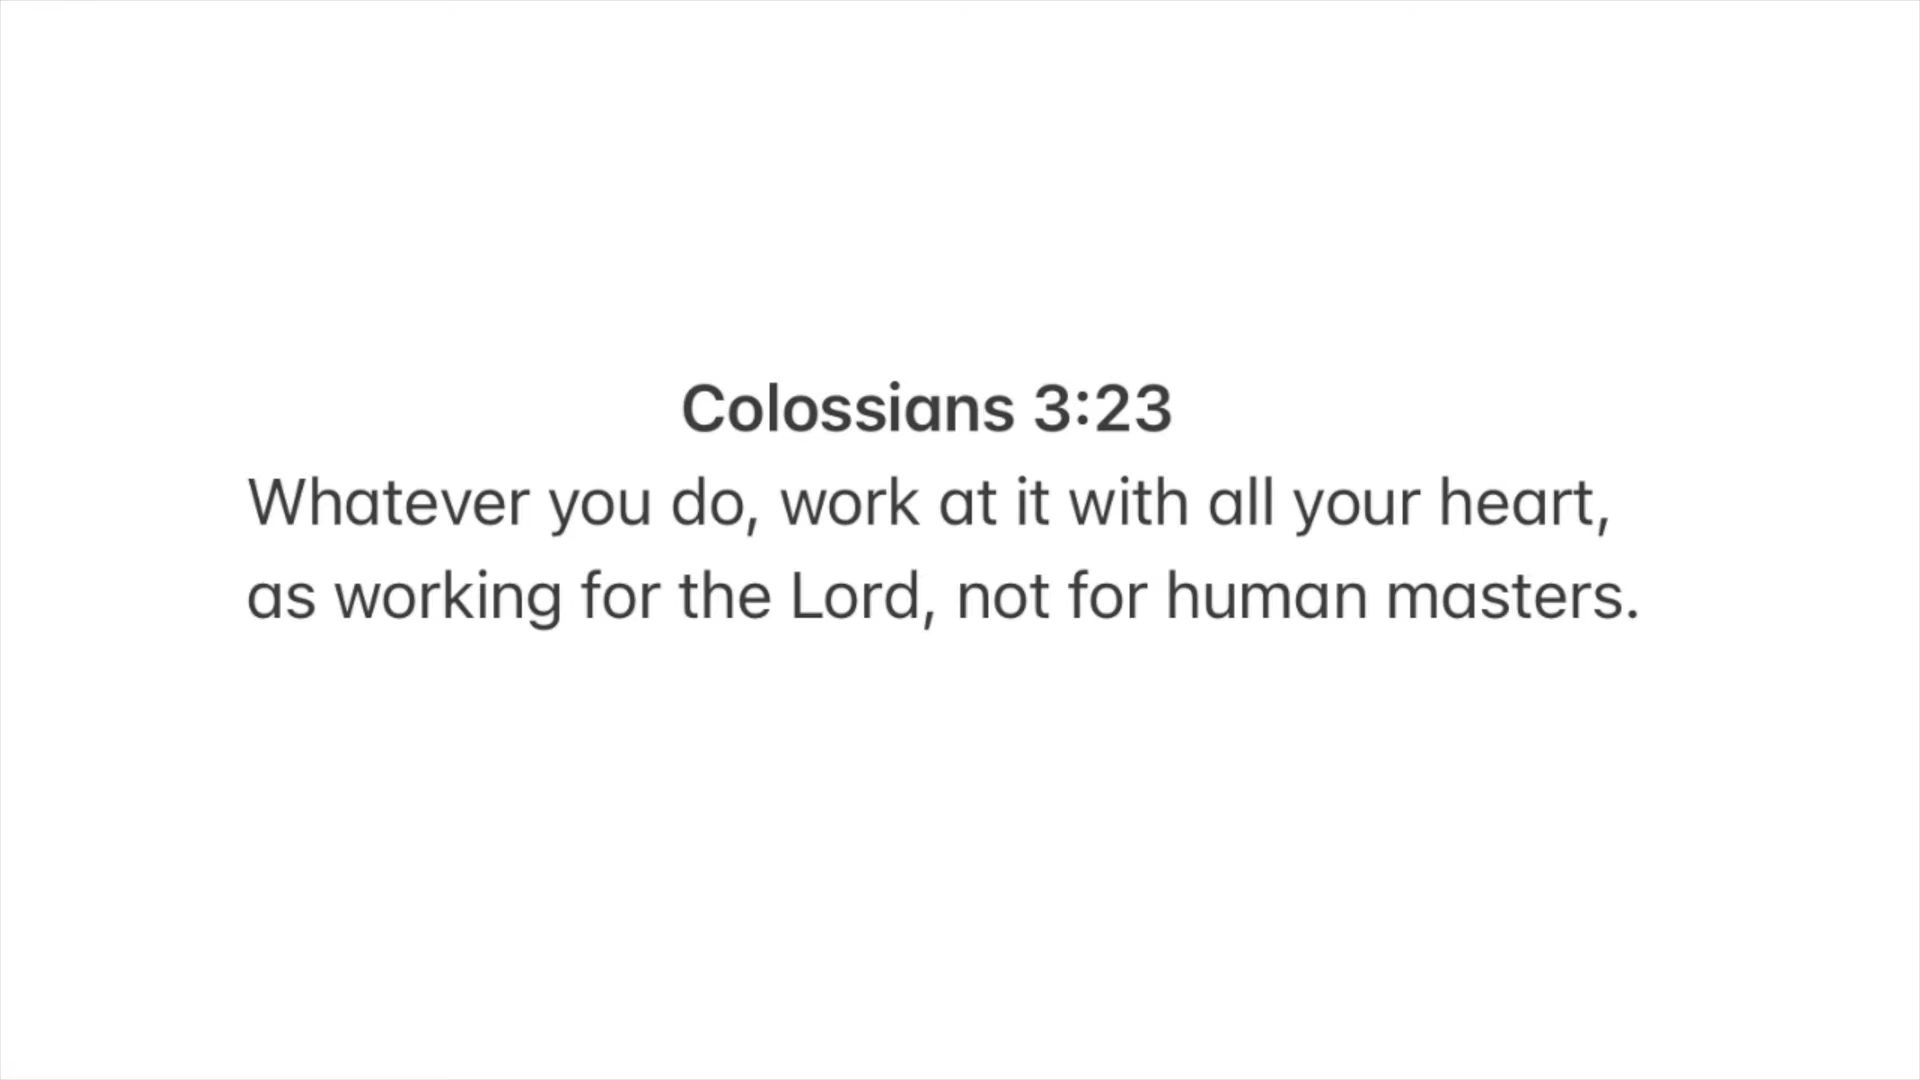 Colossians 3:23
Whatever you do, work at it with all your heart,
as working for the Lord, not for human masters.